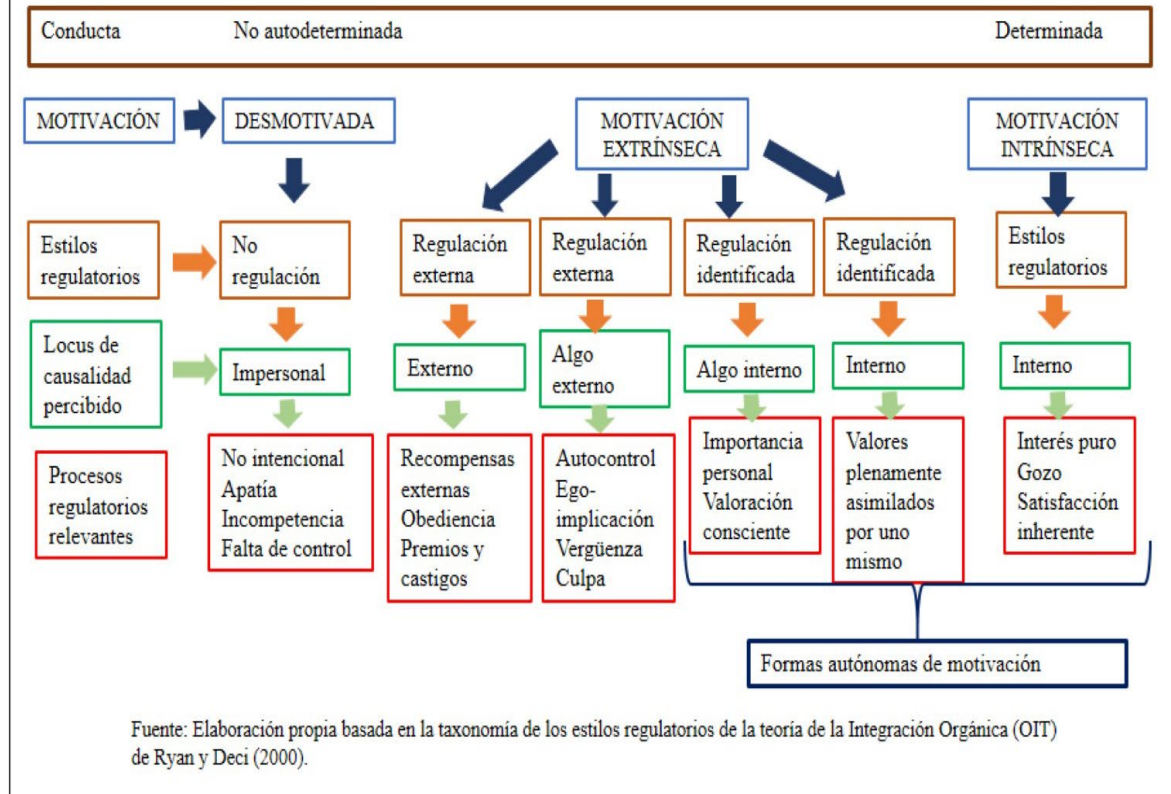 Conducta No autodeterminada Determinada
MOTIVACIÓN DESMOTIVADA MOTIVACIÓN
EXTRÍNSECA MOTIVACIÓN
INTRÍNSECA
Estilos
regulatorios
No
regulación
Regulación
externa
Regulación
externa
Regulación
identificada
Regulación
identificada
Estilos
regulatorios
Locus de
causalidad
percibido
Impersonal
Externo
Algo
externo
Algo interno
Interno
Interno
Procesos
regulatorios
relevantes
No intencional
Apatía
Incompetencia
Falta de control
Recompensas
externas
Obediencia
Premios y
castigos
Autocontrol
Ego-
implicación
Vergüenza
Culpa
Importancia
personal
Valoración
consciente
Valores
plenamente
asimilados
por uno
mismo
Interés puro
Gozo
Satisfacción
inherente
Formas autónomas de motivación
Fuente: Elaboración propia basada en la taxonomía de los estilos regulatorios de la teoría de la Integración Orgánica (OIT)
de Ryan y Deci (2000).